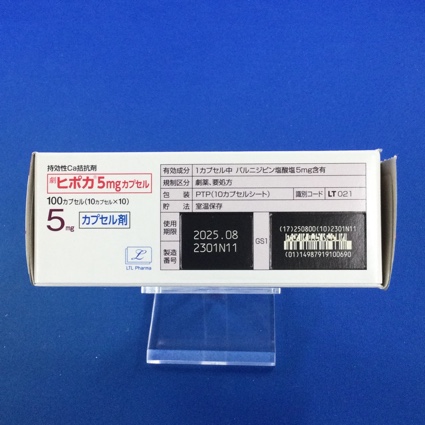 持効性Ca拮抗剤
劇 ヒポカ® 5mgカプセル
100カプセル(10カプセル×10)
5mg カプセル剤
LTL Pharma
有効成分 1カプセル中 バルニジピン塩酸塩5mg含有
規制区分 劇薬、要処方
包装 PTP(10カプセルシート) 識別コード LT 021
貯法 室温保存
使用期限 2025.08
製造番号 2301N11
GS1
(17)250800(10)2301N11
(01)14987919100690